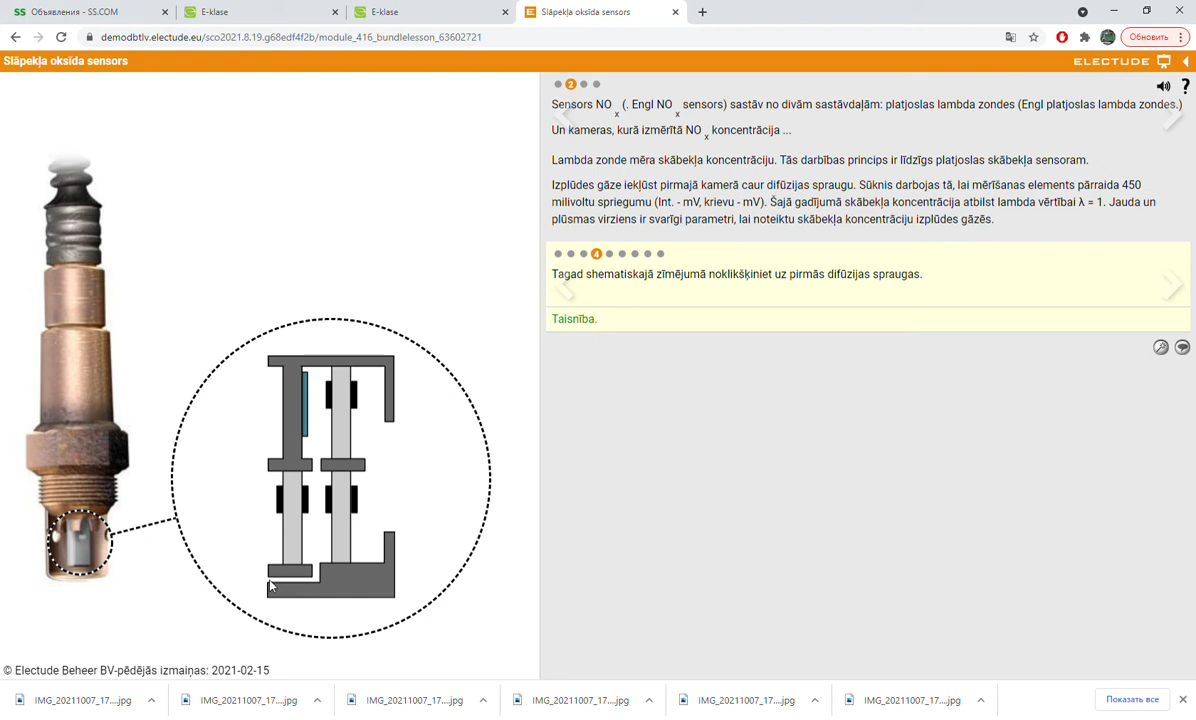 SS Объявления - SS.COM
E-klase
E-klase
E Slāpekļa oksīda sensors
demodbtlv.electude.eu/sco2021.8.19.g68edf4f2b/module_416_bundlelesson_63602721
Обновить
Slāpekļa oksīda sensors
ELECTUDE
2
?
Sensors NOx (. Engl NOx sensors) sastāv no divām sastāvdaļām: platjoslas lambda zondes (Engl platjoslas lambda zondes.)
Un kameras, kurā izmērītā NOx koncentrācija ...
Lambda zonde mēra skābekļa koncentrāciju. Tās darbības princips ir līdzīgs platjoslas skābekļa sensoram.
Izplūdes gāze iekļūst pirmajā kamerā caur difūzijas spraugu. Sūknis darbojas tā, lai mērīšanas elements pārraida 450
milivoltu spriegumu (Int. - mV, krievu - mV). Šajā gadījumā skābekļa koncentrācija atbilst lambda vērtībai λ = 1. Jauda un
plūsmas virziens ir svarīgi parametri, lai noteiktu skābekļa koncentrāciju izplūdes gāzēs.
4
Tagad shematiskajā zīmējumā noklikšķiniet uz pirmās difūzijas spraugas.
Taisnība.
© Electude Beheer BV-pēdējās izmaiņas: 2021-02-15
IMG_20211007_17....jpg
IMG_20211007_17....jpg
IMG_20211007_17....jpg
IMG_20211007_17....jpg
IMG_20211007_17....jpg
IMG_20211007_17....jpg
Показать все